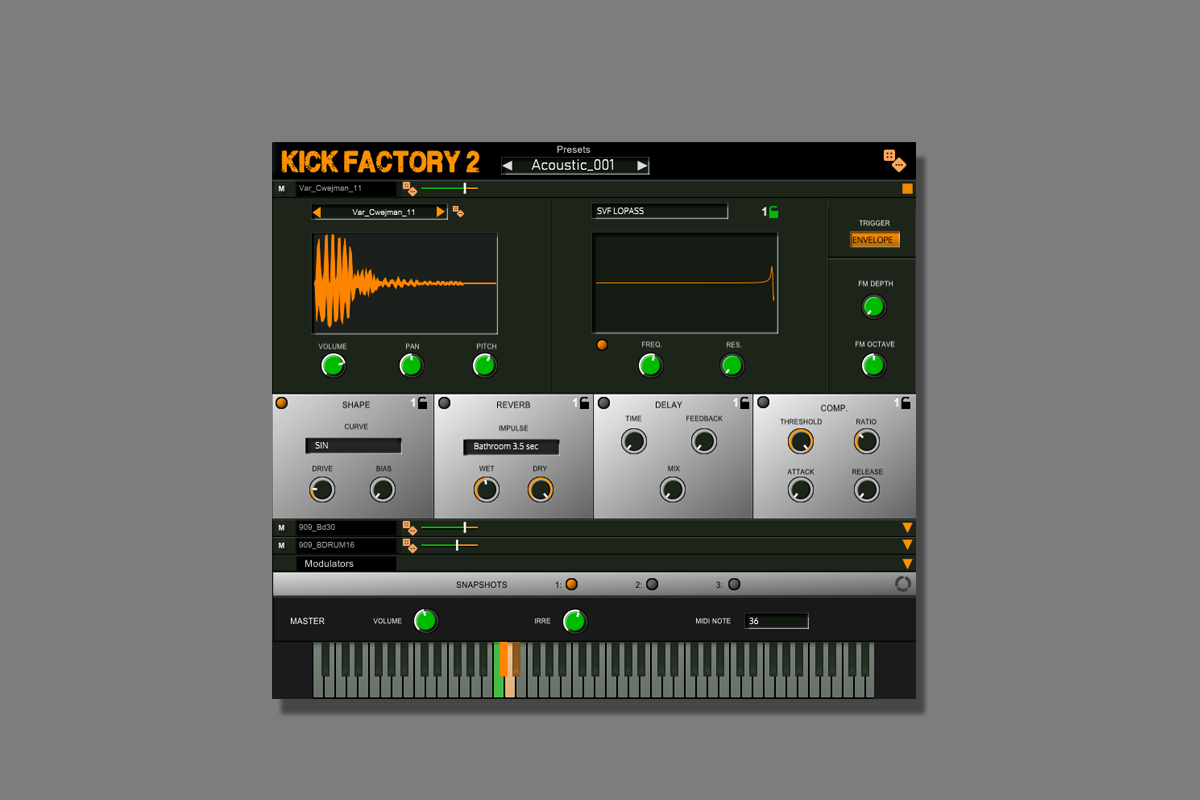 KICK FACTORY 2
Presets
Acoustic_001
M Var_Cwejman_11
Var_Cwejman_11
SVF LOPASS
1
TRIGGER
ENVELOPE
FM DEPTH
VOLUME PAN PITCH
FREQ. RES.
FM OCTAVE
SHAPE 1
REVERB 1
DELAY 1
COMP. 1
CURVE
SIN
DRIVE BIAS
IMPULSE
Bathroom 3.5 sec
WET DRY
TIME FEEDBACK
MIX
THRESHOLD RATIO
ATTACK RELEASE
M 909_Bd30
M 909_BDRUM16
Modulators
SNAPSHOTS 1: 2: 3:
MASTER VOLUME IRRE MIDI NOTE 36